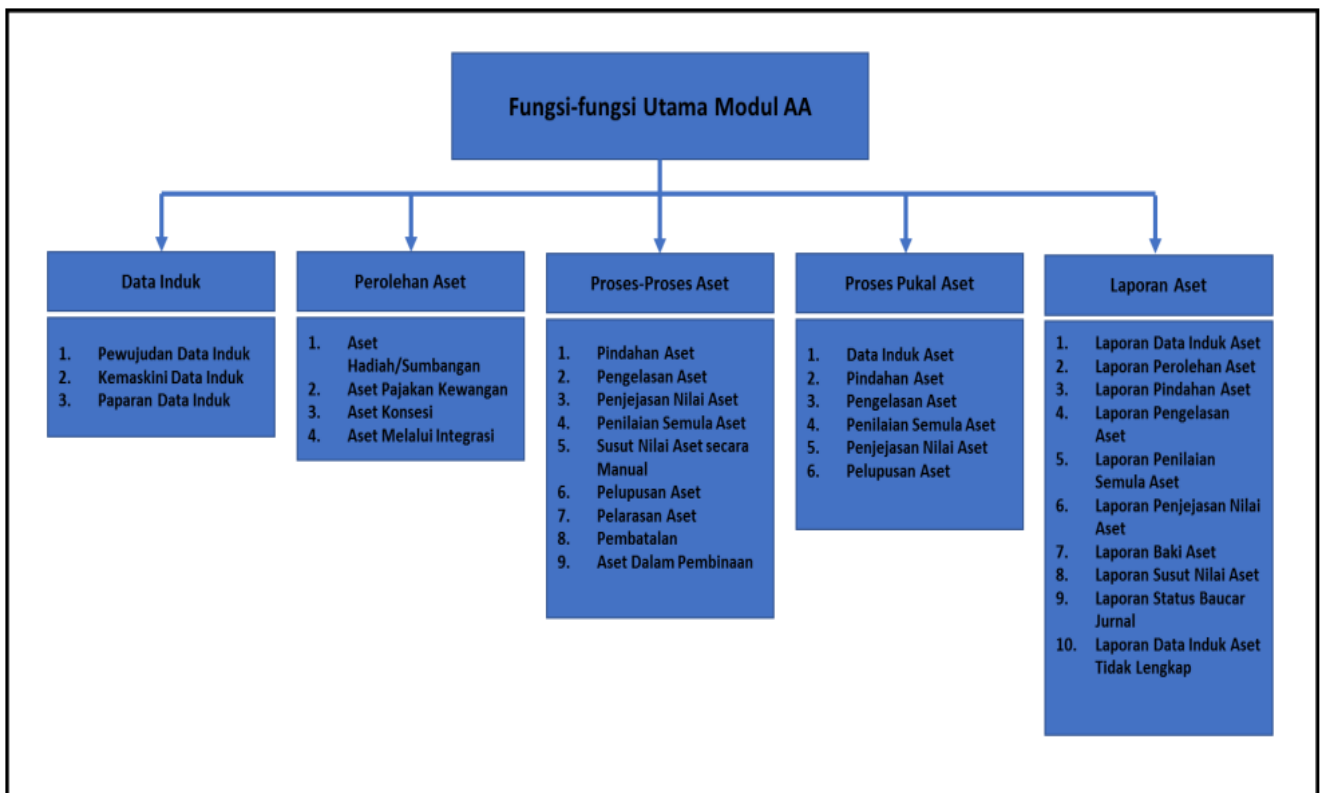 Fungsi-fungsi Utama Modul AA
Data Induk
1. Pewujudan Data Induk
2. Kemaskini Data Induk
3. Paparan Data Induk
Perolehan Aset
1. Aset
Hadiah/Sumbangan
2. Aset Pajakan Kewangan
3. Aset Konsesi
4. Aset Melalui Integrasi
Proses-Proses Aset
1. Pindahan Aset
2. Pengelasan Aset
3. Penjejasan Nilai Aset
4. Penilaian Semula Aset
5. Susut Nilai Aset secara
Manual
6. Pelupusan Aset
7. Pelarasan Aset
8. Pembatalan
9. Aset Dalam Pembinaan
Proses Pukal Aset
1. Data Induk Aset
2. Pindahan Aset
3. Pengelasan Aset
4. Penilaian Semula Aset
5. Penjejasan Nilai Aset
6. Pelupusan Aset
Laporan Aset
1. Laporan Data Induk Aset
2. Laporan Perolehan Aset
3. Laporan Pindahan Aset
4. Laporan Pengelasan
Aset
5. Laporan Penilaian
Semula Aset
6. Laporan Penjejasan Nilai
Aset
7. Laporan Baki Aset
8. Laporan Susut Nilai Aset
9. Laporan Status Baucar
Jurnal
10. Laporan Data Induk Aset
Tidak Lengkap